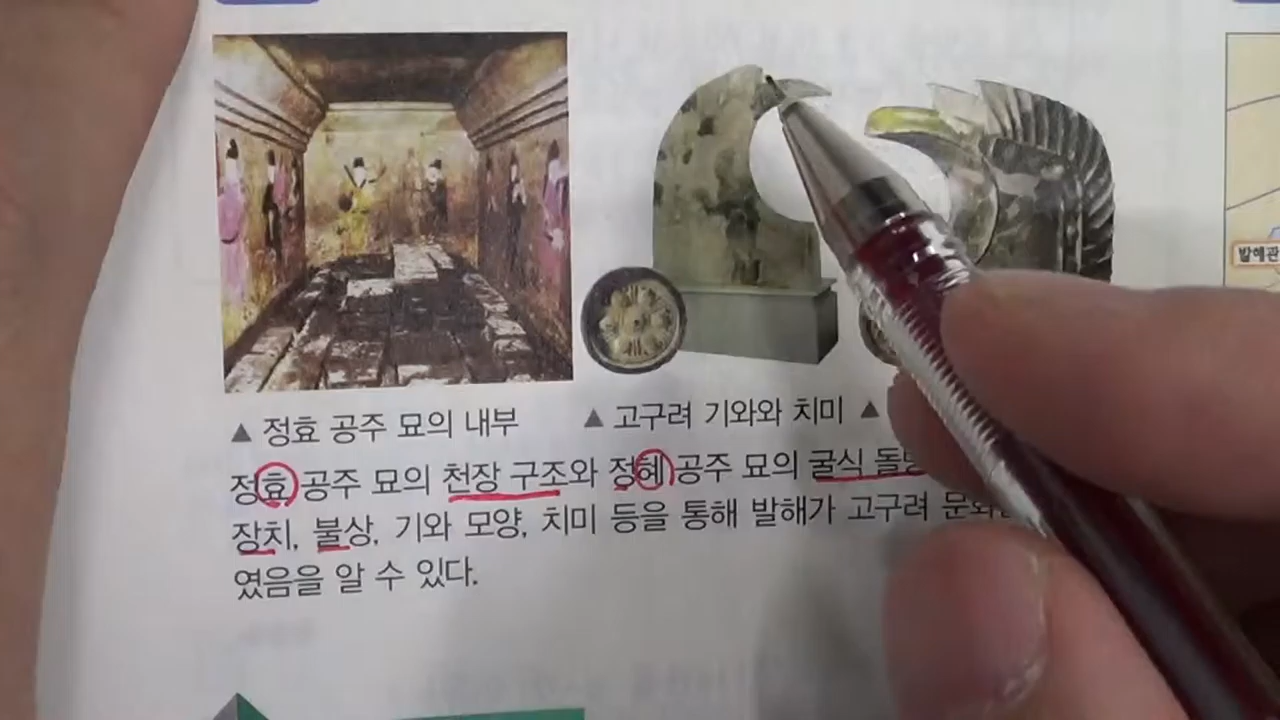 ▲ 정효 공주 묘의 내부 ▲ 고구려 기와와 치미 ▲
정효 공주 묘의 천장 구조와 정혜 공주 묘의 굴식
장치, 불상, 기와 모양, 치미 등을 통해 발해가 고구려
였음을 알 수 있다.
발해관